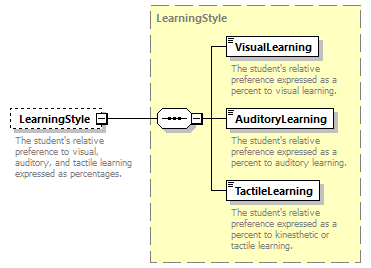 LearningStyle
VisualLearning
The student's relative
preference expressed as a
percent to visual learning.
LearningStyle
The student's relative
preference to visual,
auditory, and tactile learning
expressed as percentages.
AuditoryLearning
The student's relative
preference expressed as a
percent to auditory learning.
TactileLearning
The student's relative
preference expressed as a
percent to kinesthetic or
tactile learning.